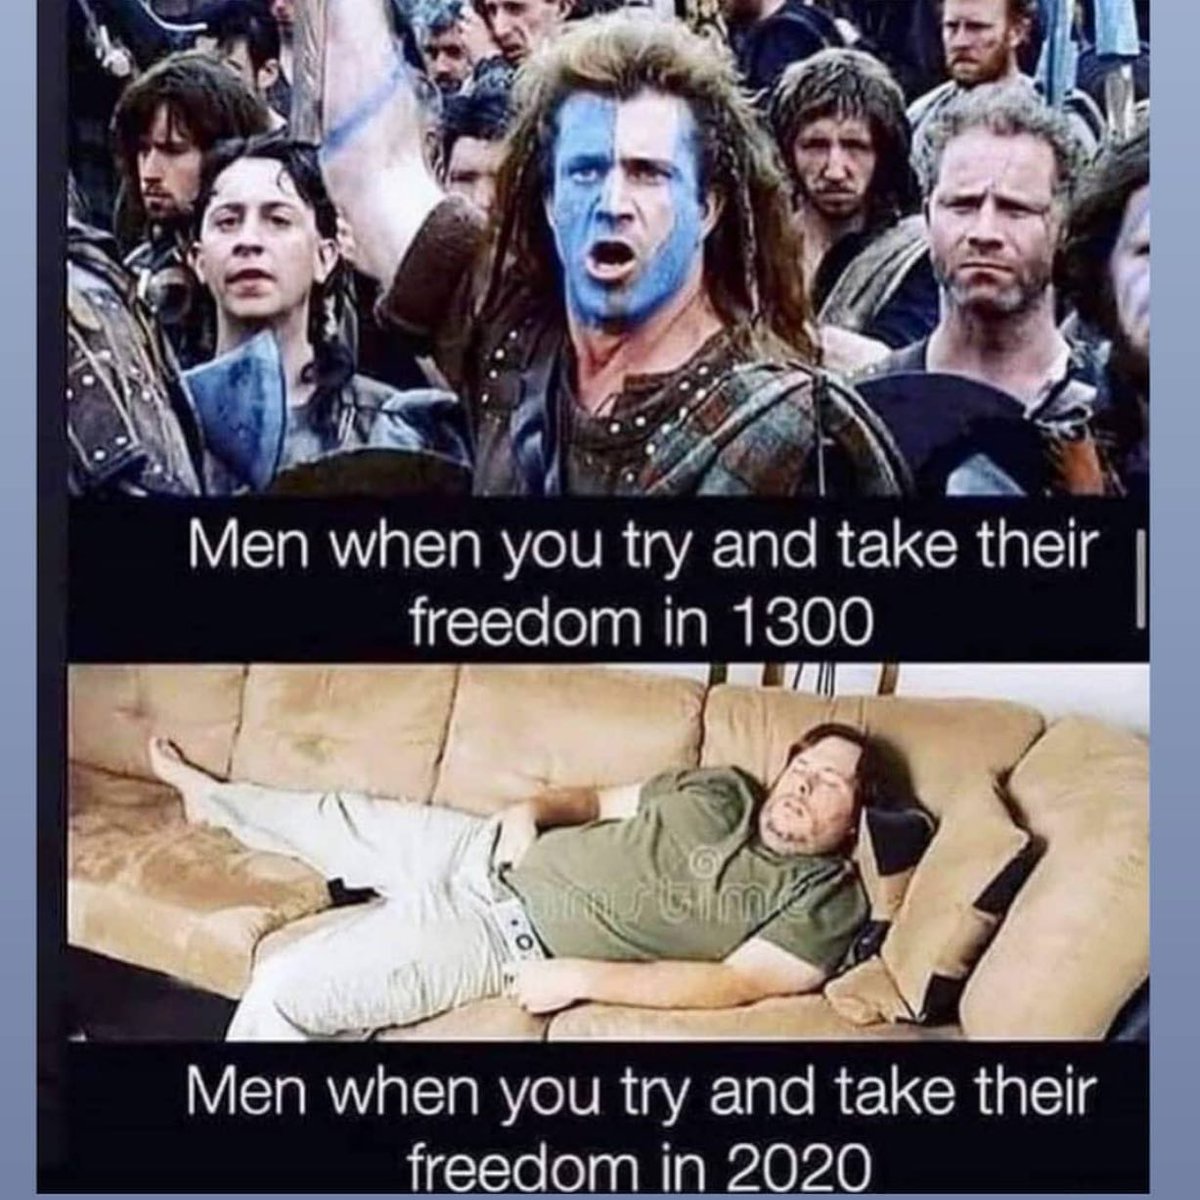 Men when you try and take their
freedom in 1300
Men when you try and take their
freedom in 2020